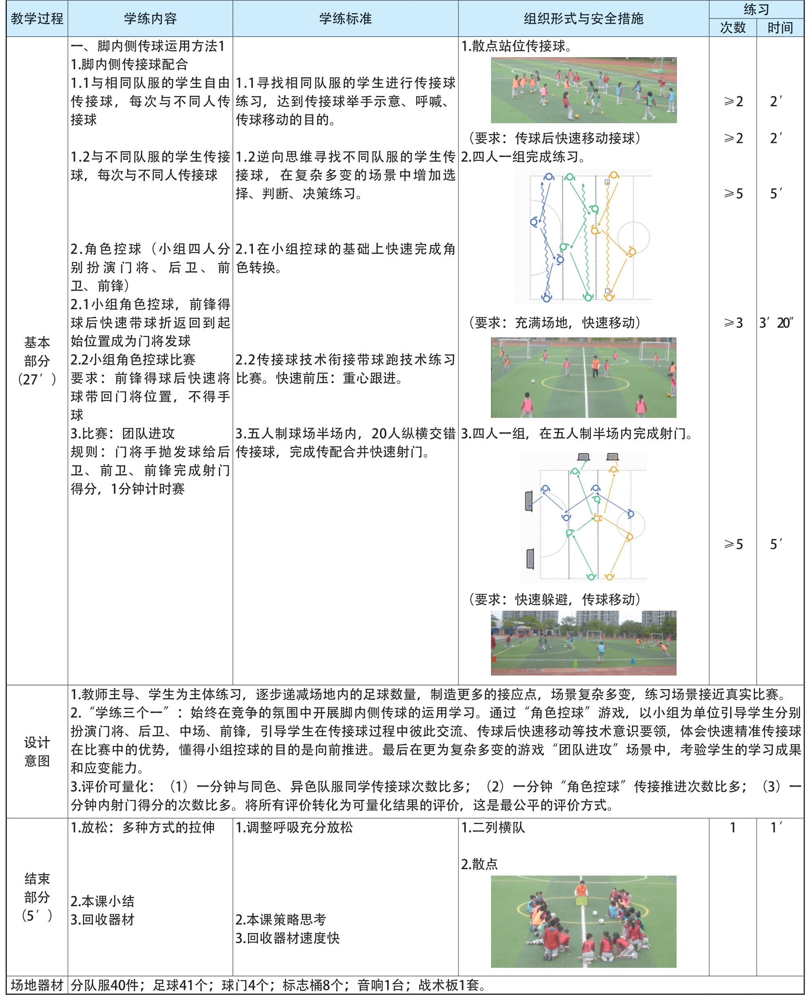 教学过程
学练内容
学练标准
组织形式与安全措施
练习
次数
时间
基本
部分
（27′）
一、脚内侧传球运用方法1
1.脚内侧传接球配合
1.1与相同队服的学生自由
传接球，每次与不同人传
接球
1.2与不同队服的学生传接
球，每次与不同人传接球
2.角色控球（小组四人分
别扮演门将、后卫、前
卫、前锋）
2.1小组角色控球，前锋得
球后快速带球折返回到起
始位置成为门将发球
2.2小组角色控球比赛
要求：前锋得球后快速将
球带回门将位置，不得手
球
3.比赛：团队进攻
规则：门将手抛发球给后
卫、前卫、前锋完成射门
得分，1分钟计时赛
1.1寻找相同队服的学生进行传接球
练习，达到传接球举手示意、呼喊、
传球移动的目的。
1.2逆向思维寻找不同队服的学生传
接球，在复杂多变的场景中增加选
择、判断、决策练习。
2.1在小组控球的基础上快速完成角
色转换。
2.2传接球技术衔接带球跑技术练习
比赛。快速前压：重心跟进。
3.五人制球场半场内，20人纵横交错
传接球，完成传配合并快速射门。
1.散点站位传接球。
（要求：传球后快速移动接球）
2.四人一组完成练习。
（要求：充满场地，快速移动）
3.四人一组，在五人制半场内完成射门。
（要求：快速躲避，传球移动）
≥2 2′
≥2 2′
≥5 5′
≥3 3′20″
≥5 5′
设计
意图
1.教师主导、学生为主体练习，逐步递减场地内的足球数量，制造更多的接应点，场景复杂多变，练习场景接近真实比赛。
2.“学练三个一”：始终在竞争的氛围中开展脚内侧传球的运用学习。通过“角色控球”游戏，以小组为单位引导学生分别
扮演门将、后卫、中场、前锋，引导学生在传接球过程中彼此交流、传球后快速移动等技术意识要领，体会快速精准传接球
在比赛中的优势，懂得小组控球的目的是向前推进。最后在更为复杂多变的游戏“团队进攻”场景中，考验学生的学习成果
和应变能力。
3.评价可量化：（1）一分钟与同色、异色队服同学传接球次数比多；（2）一分钟“角色控球”传接推进次数比多；（3）一
分钟内射门得分的次数比多。将所有评价转化为可量化结果的评价，这是最公平的评价方式。
结束
部分
（5′）
1.放松：多种方式的拉伸
2.本课小结
3.回收器材
1.调整呼吸充分放松
2.本课策略思考
3.回收器材速度快
1.二列横队
2.散点
1 1′
场地器材
分队服40件；足球41个；球门4个；标志桶8个；音响1台；战术板1套。